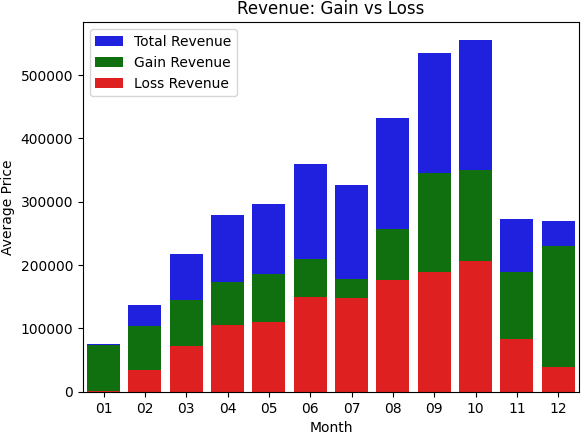 Revenue: Gain vs Loss
Total Revenue
Gain Revenue
Loss Revenue
500000
400000
300000
200000
100000
0
Average Price
01 02 03 04 05 06 07 08 09 10 11 12
Month